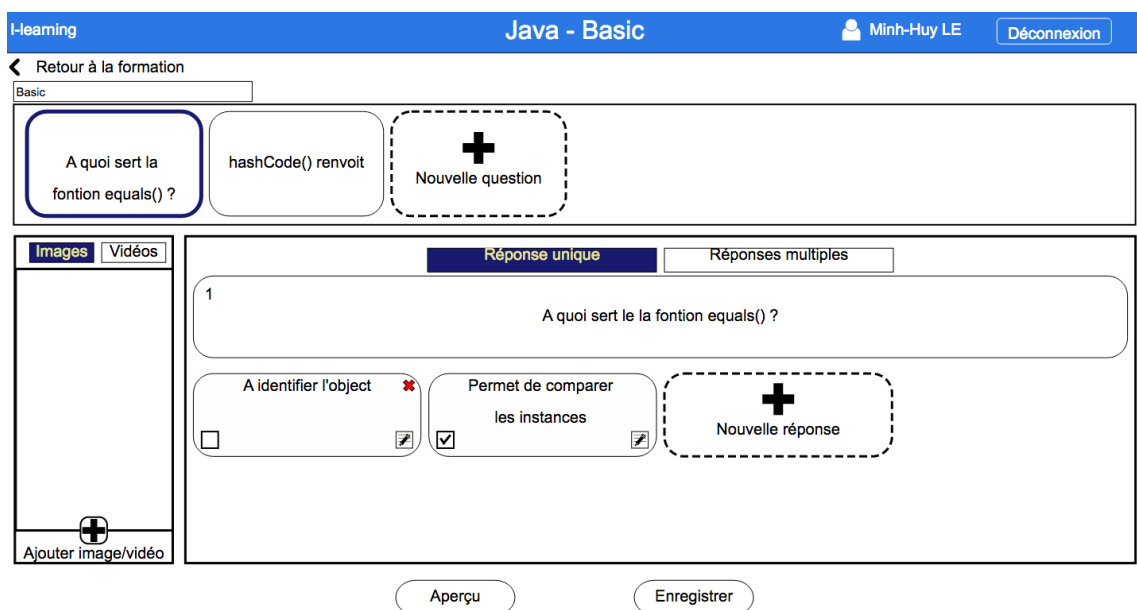 I-learning
Java - Basic
Minh-Huy LE
Déconnexion
Retour à la formation
Basic
A quoi sert la
fontion equals() ?
hashCode() renvoit
Nouvelle question
Images
Vidéos
Réponse unique
Réponses multiples
1
A quoi sert le la fontion equals() ?
A identifier l'object
Permet de comparer
les instances
Nouvelle réponse
Ajouter image/vidéo
Aperçu
Enregistrer